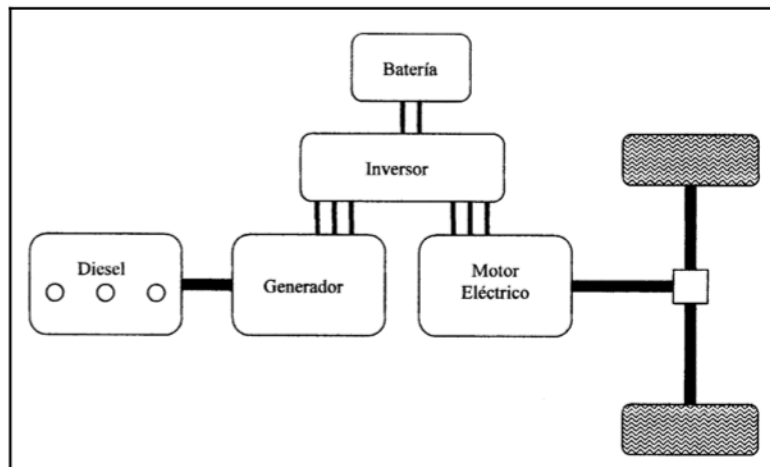 Batería
Inversor
Diesel
Generador
Motor
Eléctrico